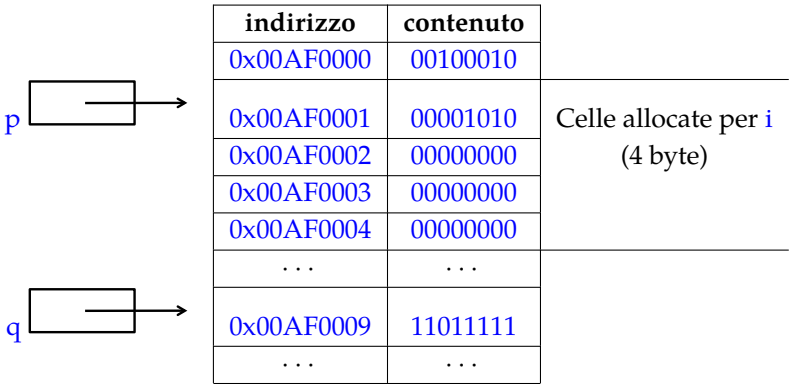 indirizzo contenuto
0x00AF0000 00100010
p 0x00AF0001 00001010 Celle allocate per i
0x00AF0002 00000000 (4 byte)
0x00AF0003 00000000
0x00AF0004 00000000
. . . . . .
q 0x00AF0009 11011111
. . . . . .